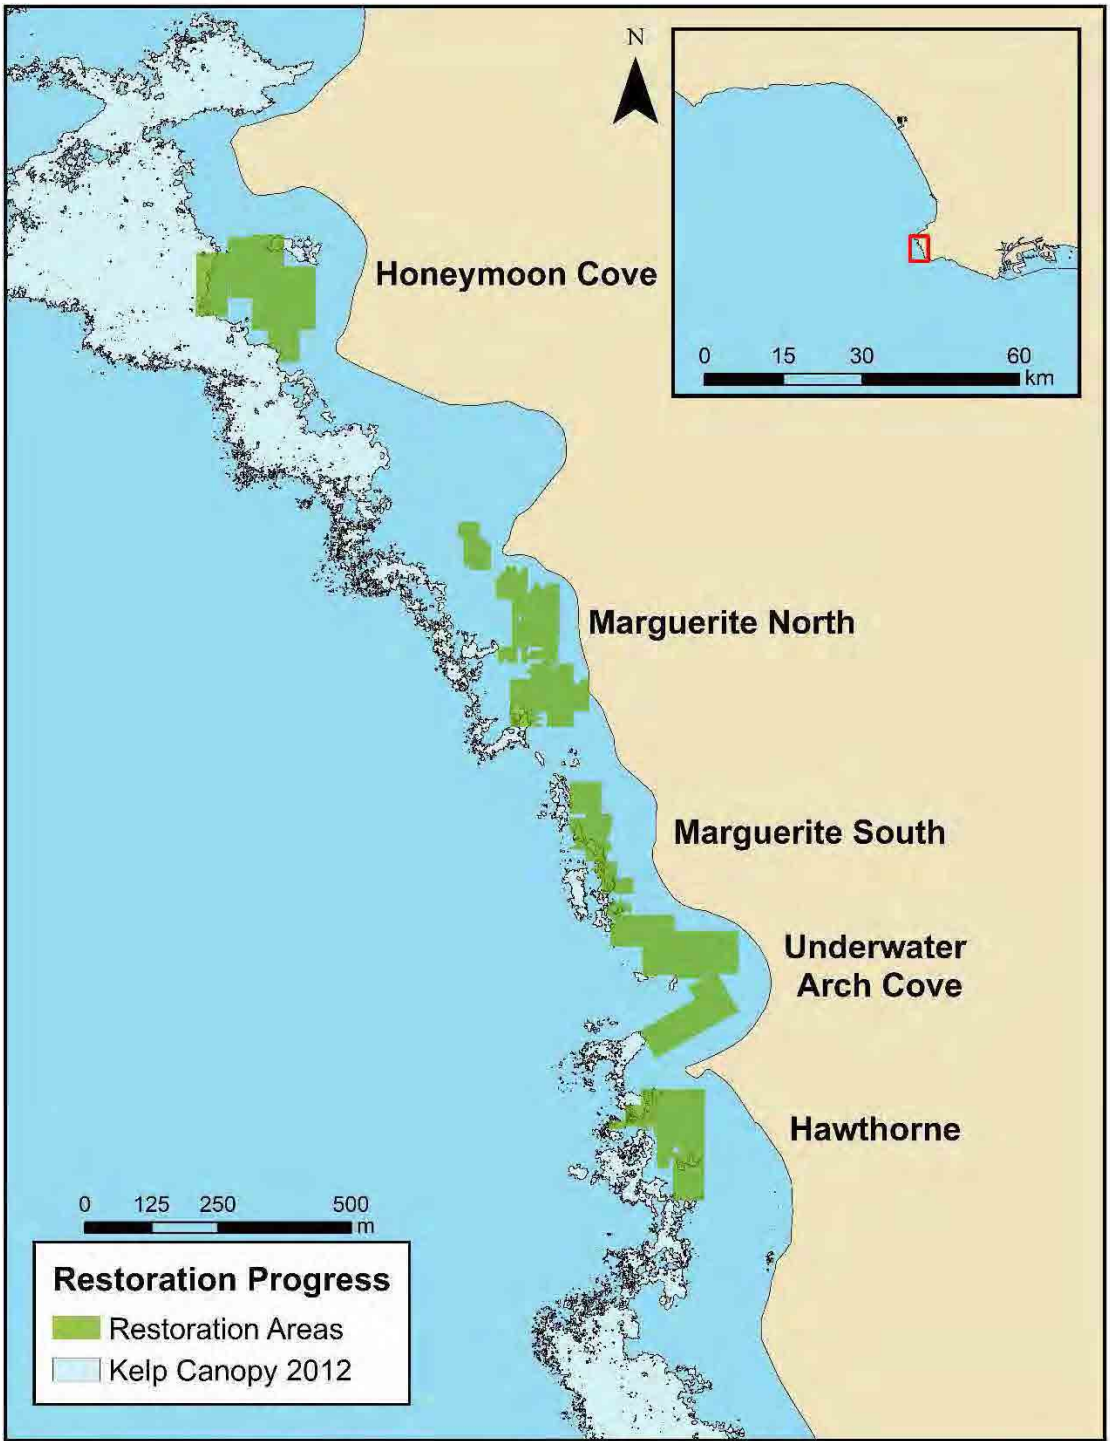 N
0 15 30 60
km
Honeymoon Cove
Marguerite North
Marguerite South
Underwater
Arch Cove
Hawthorne
0 125 250 500
m
Restoration Progress
Restoration Areas
Kelp Canopy 2012